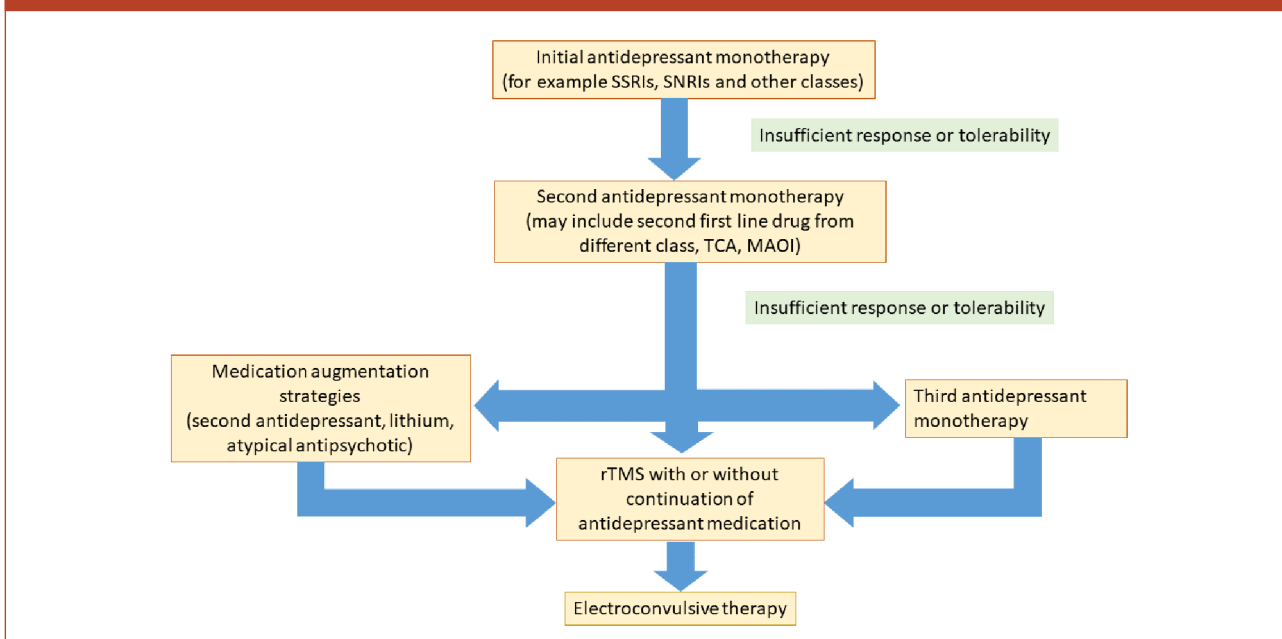 Initial antidepressant monotherapy
(for example SSRIs, SNRIs and other classes)
Insufficient response or tolerability
Second antidepressant monotherapy
(may include second first line drug from
different class, TCA, MAOI)
Insufficient response or tolerability
Medication augmentation
strategies
(second antidepressant, lithium,
atypical antipsychotic)
Third antidepressant
monotherapy
rTMS with or without
continuation of
antidepressant medication
Electroconvulsive therapy